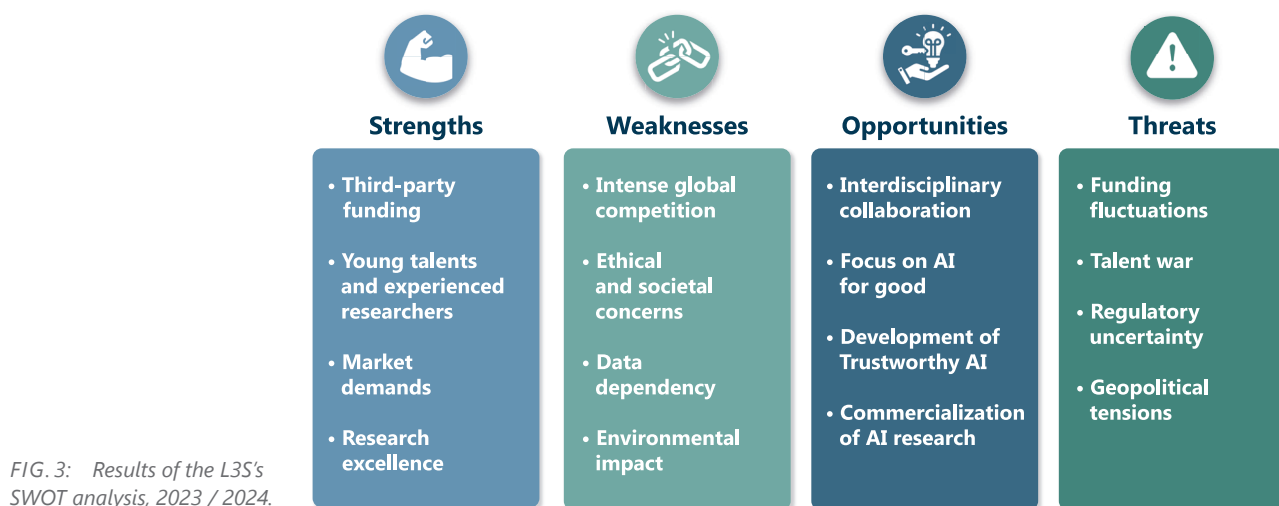 Strengths
• Third-party
funding
• Young talents
and experienced
researchers
• Market
demands
• Research
excellence
Weaknesses
• Intense global
competition
• Ethical
and societal
concerns
• Data
dependency
• Environmental
impact
Opportunities
• Interdisciplinary
collaboration
• Focus on AI
for good
• Development of
Trustworthy AI
• Commercialization
of AI research
Threats
• Funding
fluctuations
• Talent war
• Regulatory
uncertainty
• Geopolitical
tensions
FIG. 3: Results of the L3S's
SWOT analysis, 2023 / 2024.